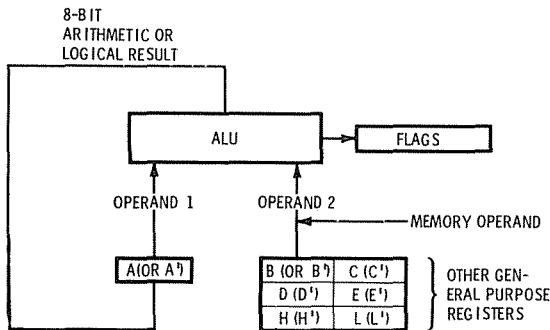 8-BIT
ARITHMETIC OR
LOGICAL RESULT
ALU
FLAGS
OPERAND 1
OPERAND 2
MEMORY OPERAND
A(OR A')
B (OR B') C (C')
D (D') E (E')
H (H') L (L')
OTHER GEN-
ERAL PURPOSE
REGISTERS